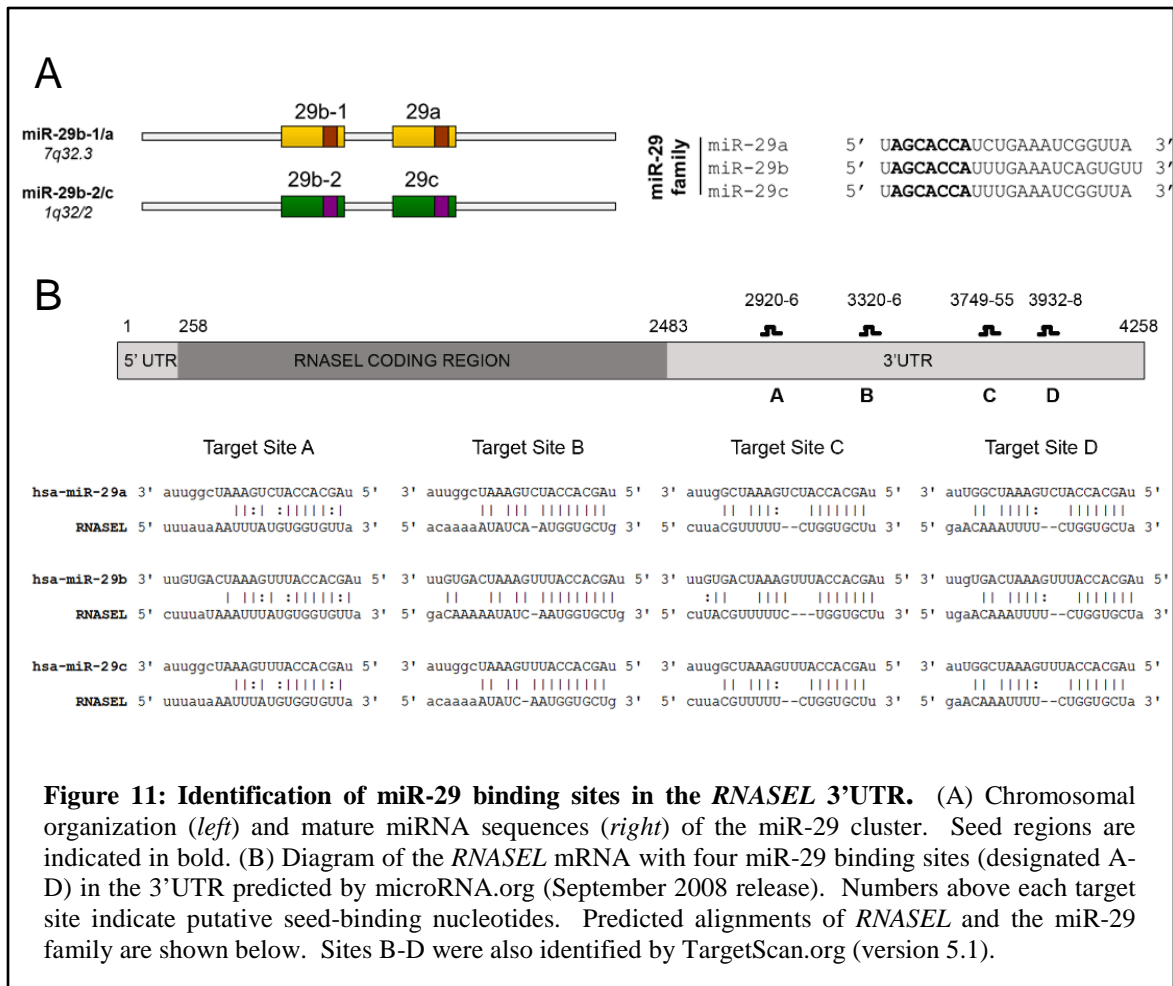 A
29b-1 29a
miR-29b-1/a
7q32.3
29b-2 29c
miR-29b-2/c
1q32/2
miR-29 family
miR-29a 5′ UAGCACCAUCUGAAAUCGGUUA 3′
miR-29b 5′ UAGCACCAUUUGAAAUCAGUGUU 3′
miR-29c 5′ UAGCACCAUUUGAAAUCGGUUA 3′
B
2920-6 3320-6 3749-55 3932-8
1 258 2483 4258
5' UTR RNASEL CODING REGION 3'UTR
A B C D
Target Site A Target Site B Target Site C Target Site D
hsa-miR-29a 3' auuggcUAAAGUCUACCACGAu 5' 3' auuggcUAAAGUCUACCACGAu 5' 3' auugGCUAAAGUCUACCACGAu 5' 3' auUGGCUAAAGUCUACCACGAu 5'
||:| :|||||:| || || |||||||| || |||: ||||||| || ||||: |||||||
RNASEL 5' uuuauaAAUUUAUGUGGUGUUa 3' 5' acaaaaAUAUCA-AUGGUGCUg 3' 5' cuuaCGUUUUU--CUGGUGCUu 3' 5' gaACAAAUUUU--CUGGUGCUa 3'
hsa-miR-29b 3' uuGUGACUAAAGUUUACCACGAu 5' 3' uuGUGACUAAAGUUUACCACGAu 5' 3' uuGUGACUAAAGUUUACCACGAu 5' 3' uugUGACUAAAGUUUACCACGAu 5'
| ||:| :|||||:| || || || ||||||||| :|| |||| ||||||| || ||||: |||||||
RNASEL 5' cuuuaUAAAUUUAUGUGGUGUUa 3' 5' gaCAAAAAUAUC-AAUGGUGCUg 3' 5' cuUACGUUUUUC---UGGUGCUu 3' 5' ugaACAAAUUUU--CUGGUGCUa 3'
hsa-miR-29c 3' auuggcUAAAGUUUACCACGAu 5' 3' auuggcUAAAGUUUACCACGAu 5' 3' auugGCUAAAGUUUACCACGAu 5' 3' auUGGCUAAAGUUUACCACGAu 5'
||:| :|||||:| || || ||||||||| || |||: ||||||| || ||||: |||||||
RNASEL 5' uuuauaAAUUUAUGUGGUGUUa 3' 5' acaaaaAUAUC-AAUGGUGCUg 3' 5' cuuaCGUUUUU--CUGGUGCUu 3' 5' gaACAAAUUUU--CUGGUGCUa 3'
Figure 11: Identification of miR-29 binding sites in the RNASEL 3’UTR. (A) Chromosomal
organization (left) and mature miRNA sequences (right) of the miR-29 cluster. Seed regions are
indicated in bold. (B) Diagram of the RNASEL mRNA with four miR-29 binding sites (designated A-
D) in the 3’UTR predicted by microRNA.org (September 2008 release). Numbers above each target
site indicate putative seed-binding nucleotides. Predicted alignments of RNASEL and the miR-29
family are shown below. Sites B-D were also identified by TargetScan.org (version 5.1).